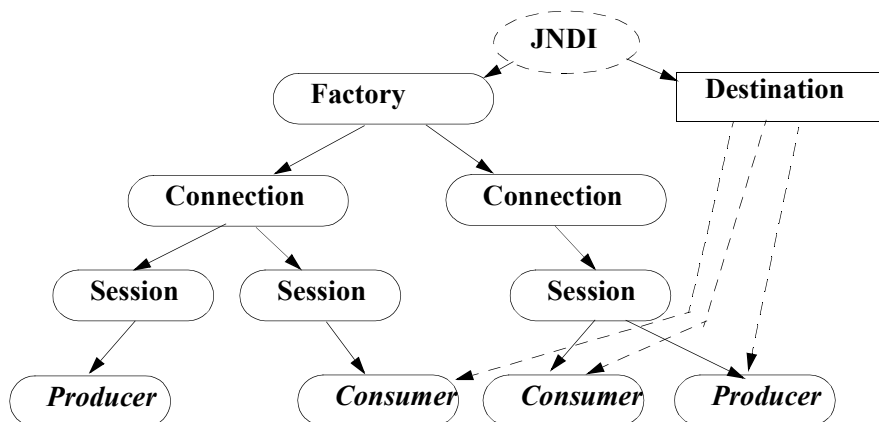 JNDI
Factory
Destination
Connection
Connection
Session
Session
Session
Producer
Consumer
Consumer
Producer